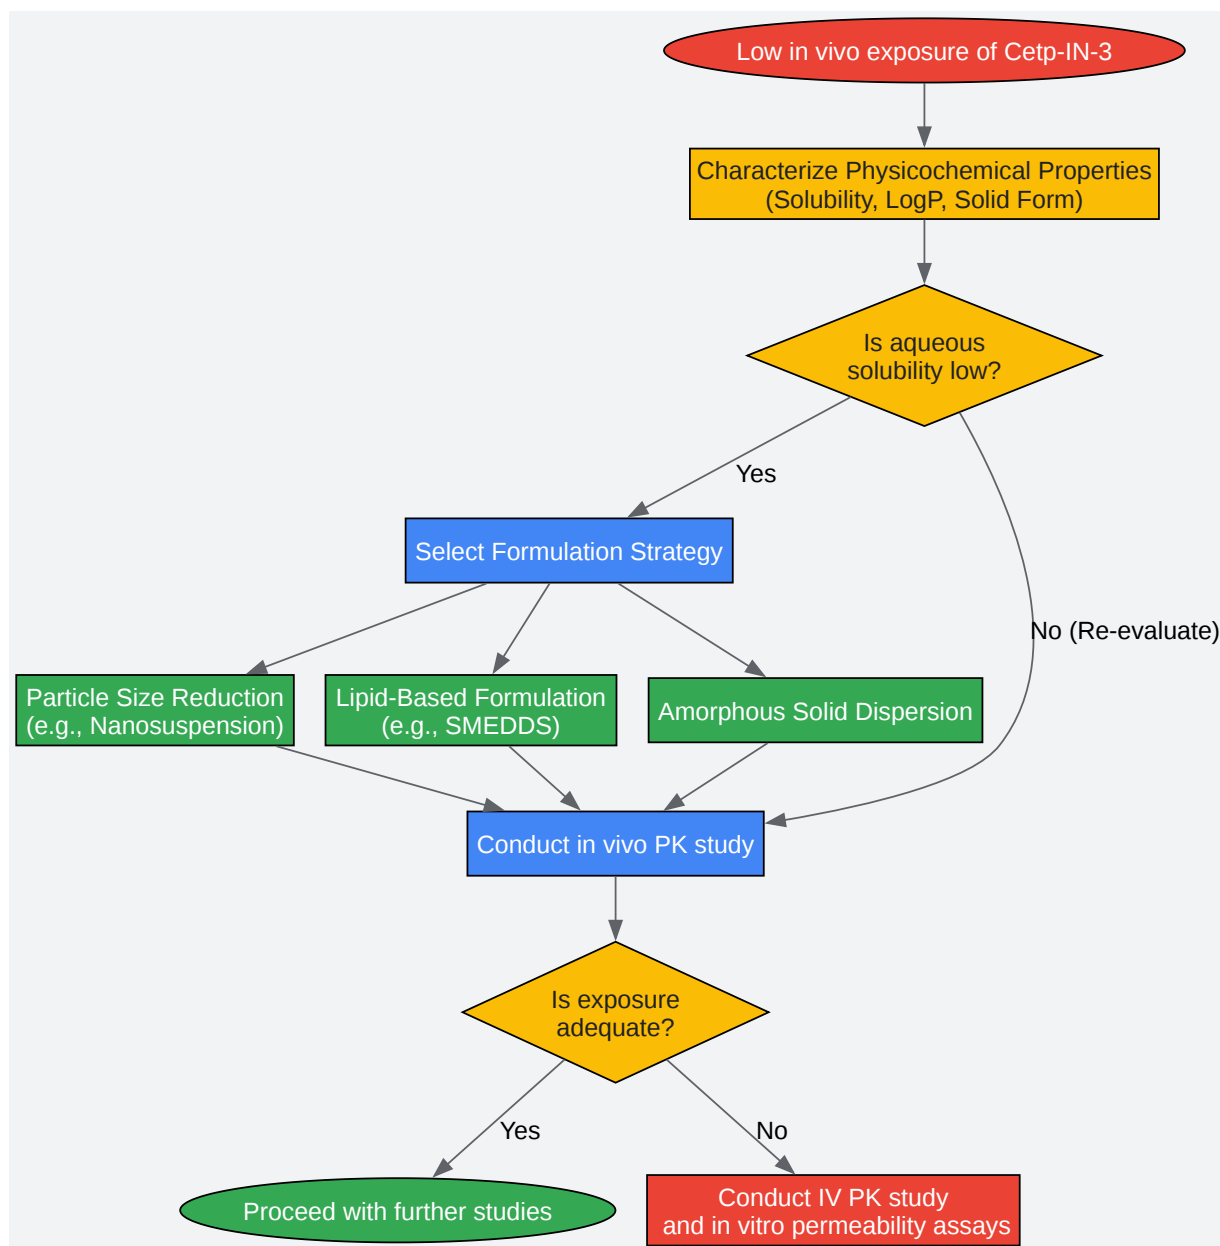 Low in vivo exposure of Cetp-IN-3
Characterize Physicochemical Properties
(Solubility, LogP, Solid Form)
Is aqueous
solubility low?
Yes
Select Formulation Strategy
No (Re-evaluate)
Particle Size Reduction
(e.g., Nanosuspension)
Lipid-Based Formulation
(e.g., SMEDDS)
Amorphous Solid Dispersion
Conduct in vivo PK study
Is exposure
adequate?
Yes
No
Proceed with further studies
Conduct IV PK study
and in vitro permeability assays